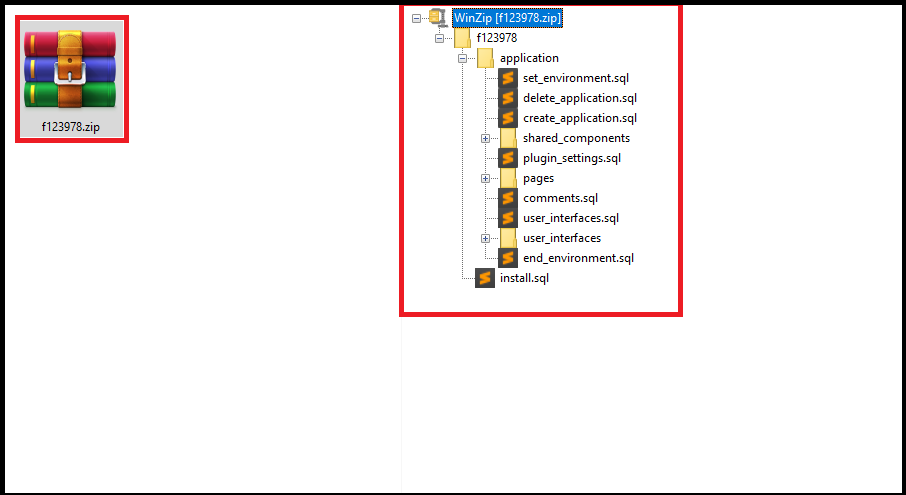 f123978.zip
WinZip [f123978.zip]
f123978
application
set_environment.sql
delete_application.sql
create_application.sql
shared_components
plugin_settings.sql
pages
comments.sql
user_interfaces.sql
user_interfaces
end_environment.sql
install.sql